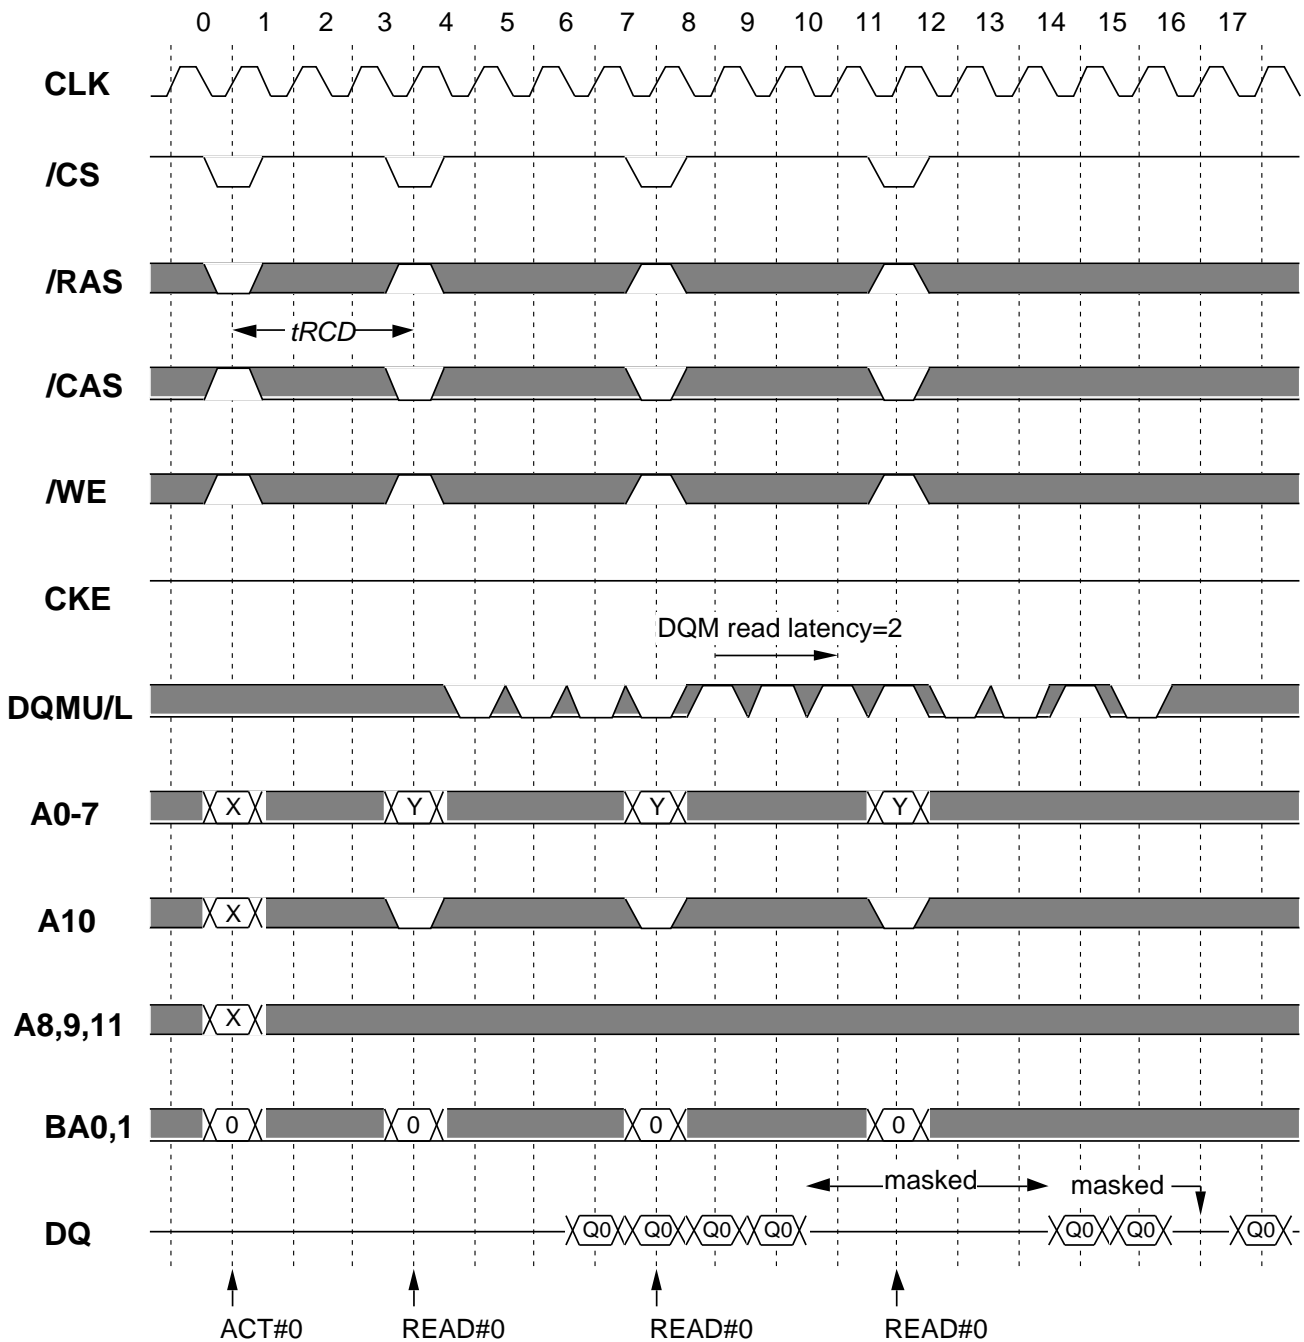 0 1 2 3 4 5 6 7 8 9 10 11 12 13 14 15 16 17
CLK
/CS
/RAS
tRCD
/CAS
/WE
CKE
DQM read latency=2
DQMU/L
A0-7 X Y Y Y
A10 X
A8,9,11 X
BA0,1 0 0 0 0
masked masked
DQ Q0 Q0 Q0 Q0 Q0 Q0 Q0
ACT#0 READ#0 READ#0 READ#0